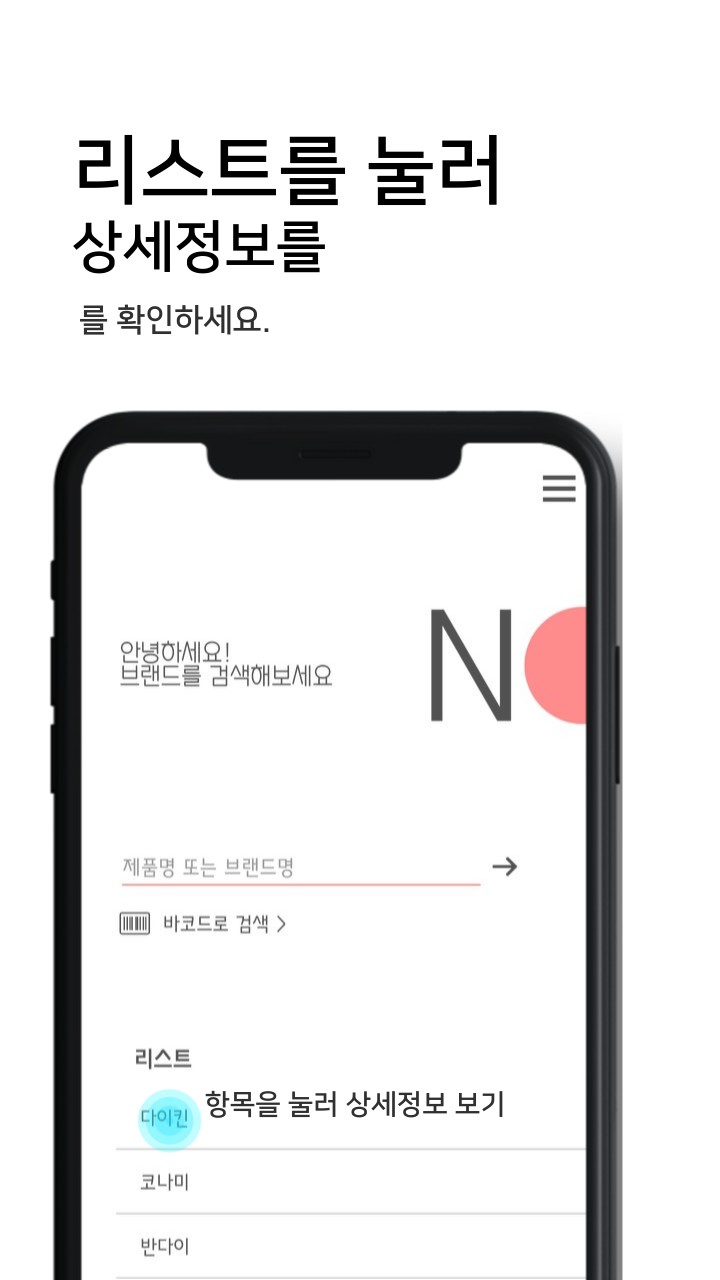 리스트를 눌러
상세정보를
를 확인하세요.
안녕하세요!
브랜드를 검색해보세요
N
제품명 또는 브랜드명
바코드로 검색 >
리스트
다이킨
항목을 눌러 상세정보 보기
코나미
반다이